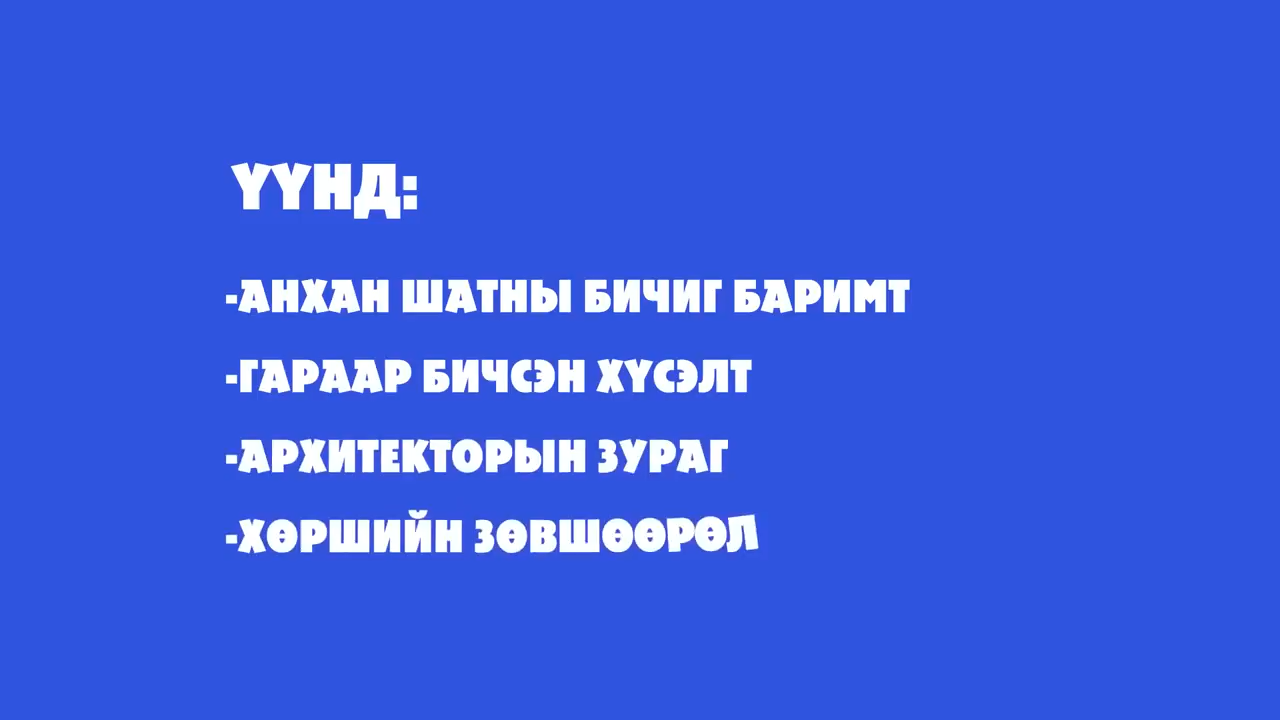 ҮҮНД:
-АНХАН ШАТНЫ БИЧИГ БАРИМТ
-ГАРААР БИЧСЭН ХҮСЭЛТ
-АРХИТЕКТОРЫН ЗУРАГ
-ХӨРШИЙН ЗӨВШӨӨРӨЛ